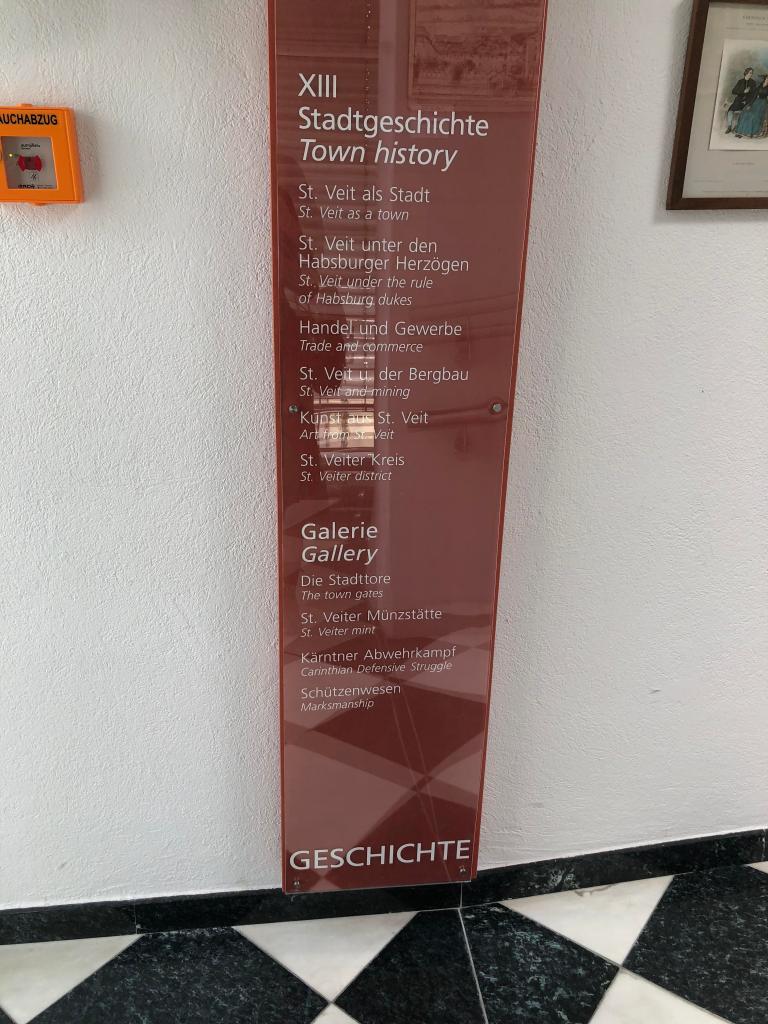 XIII
Stadtgeschichte
Town history
St. Veit als Stadt
St. Veit as a town
St. Veit unter den
Habsburger Herzögen
St. Veit under the rule
of Habsburg dukes
Handel und Gewerbe
Trade and commerce
St. Veit u. der Bergbau
St. Veit and mining
Kunst aus St. Veit
Art from St. Veit
St. Veiter Kreis
St. Veiter district
Galerie
Gallery
Die Stadttore
The town gates
St. Veiter Münzstätte
St. Veiter mint
Kärntner Abwehrkampf
Carinthian Defensive Struggle
Schützenwesen
Marksmanship
GESCHICHTE
AUCHABZUG